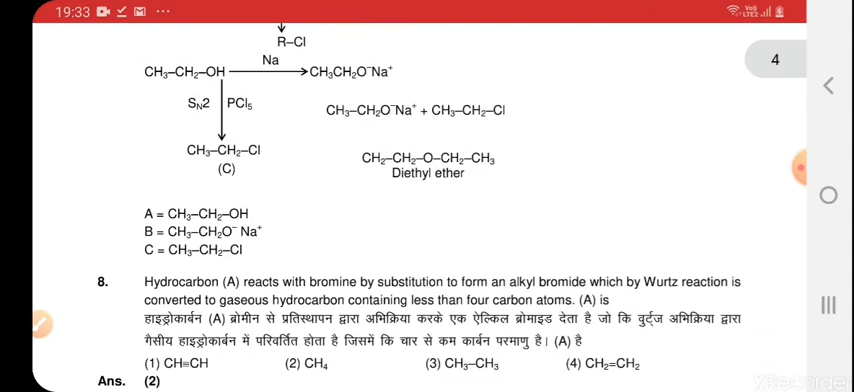 19:33 Vo)) LTE2
R–Cl
4
Na
CH₃–CH₂–OH CH₃CH₂O⁻Na⁺
S_N2 PCl₅
CH₃–CH₂O⁻Na⁺ + CH₃–CH₂–Cl
CH₃–CH₂–Cl
(C)
CH₂–CH₂–O–CH₂–CH₃
Diethyl ether
A = CH₃–CH₂–OH
B = CH₃–CH₂O⁻ Na⁺
C = CH₃–CH₂–Cl
8. Hydrocarbon (A) reacts with bromine by substitution to form an alkyl bromide which by Wurtz reaction is
converted to gaseous hydrocarbon containing less than four carbon atoms. (A) is
हाइड्रोकार्बन (A) ब्रोमीन से प्रतिस्थापन द्वारा अभिक्रिया करके एक ऐल्किल ब्रोमाइड देता है जो कि वुर्ट्ज अभिक्रिया द्वारा
गैसीय हाइड्रोकार्बन में परिवर्तित होता है जिसमें कि चार से कम कार्बन परमाणु है। (A) है
(1) CH≡CH (2) CH₄ (3) CH₃–CH₃ (4) CH₂=CH₂
Ans. (2)
XRecorder